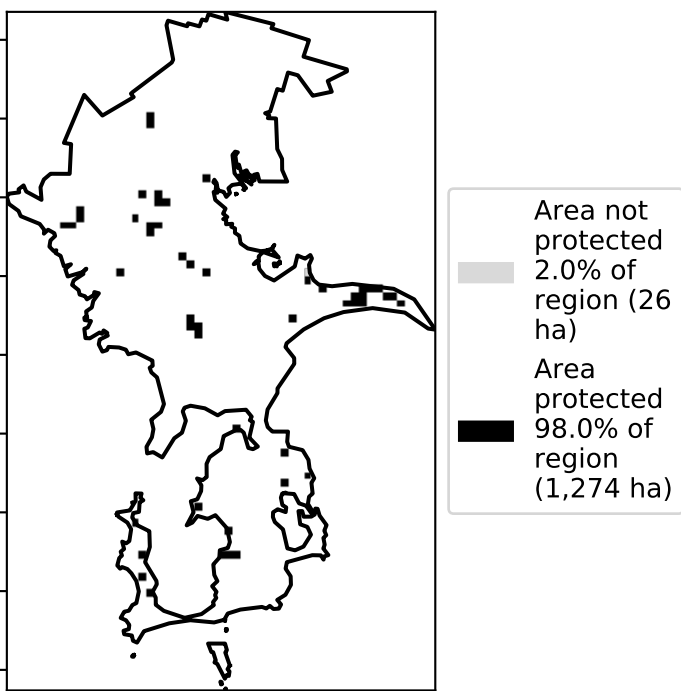 Area not
protected
2.0% of
region (26
ha)
Area
protected
98.0% of
region
(1,274 ha)